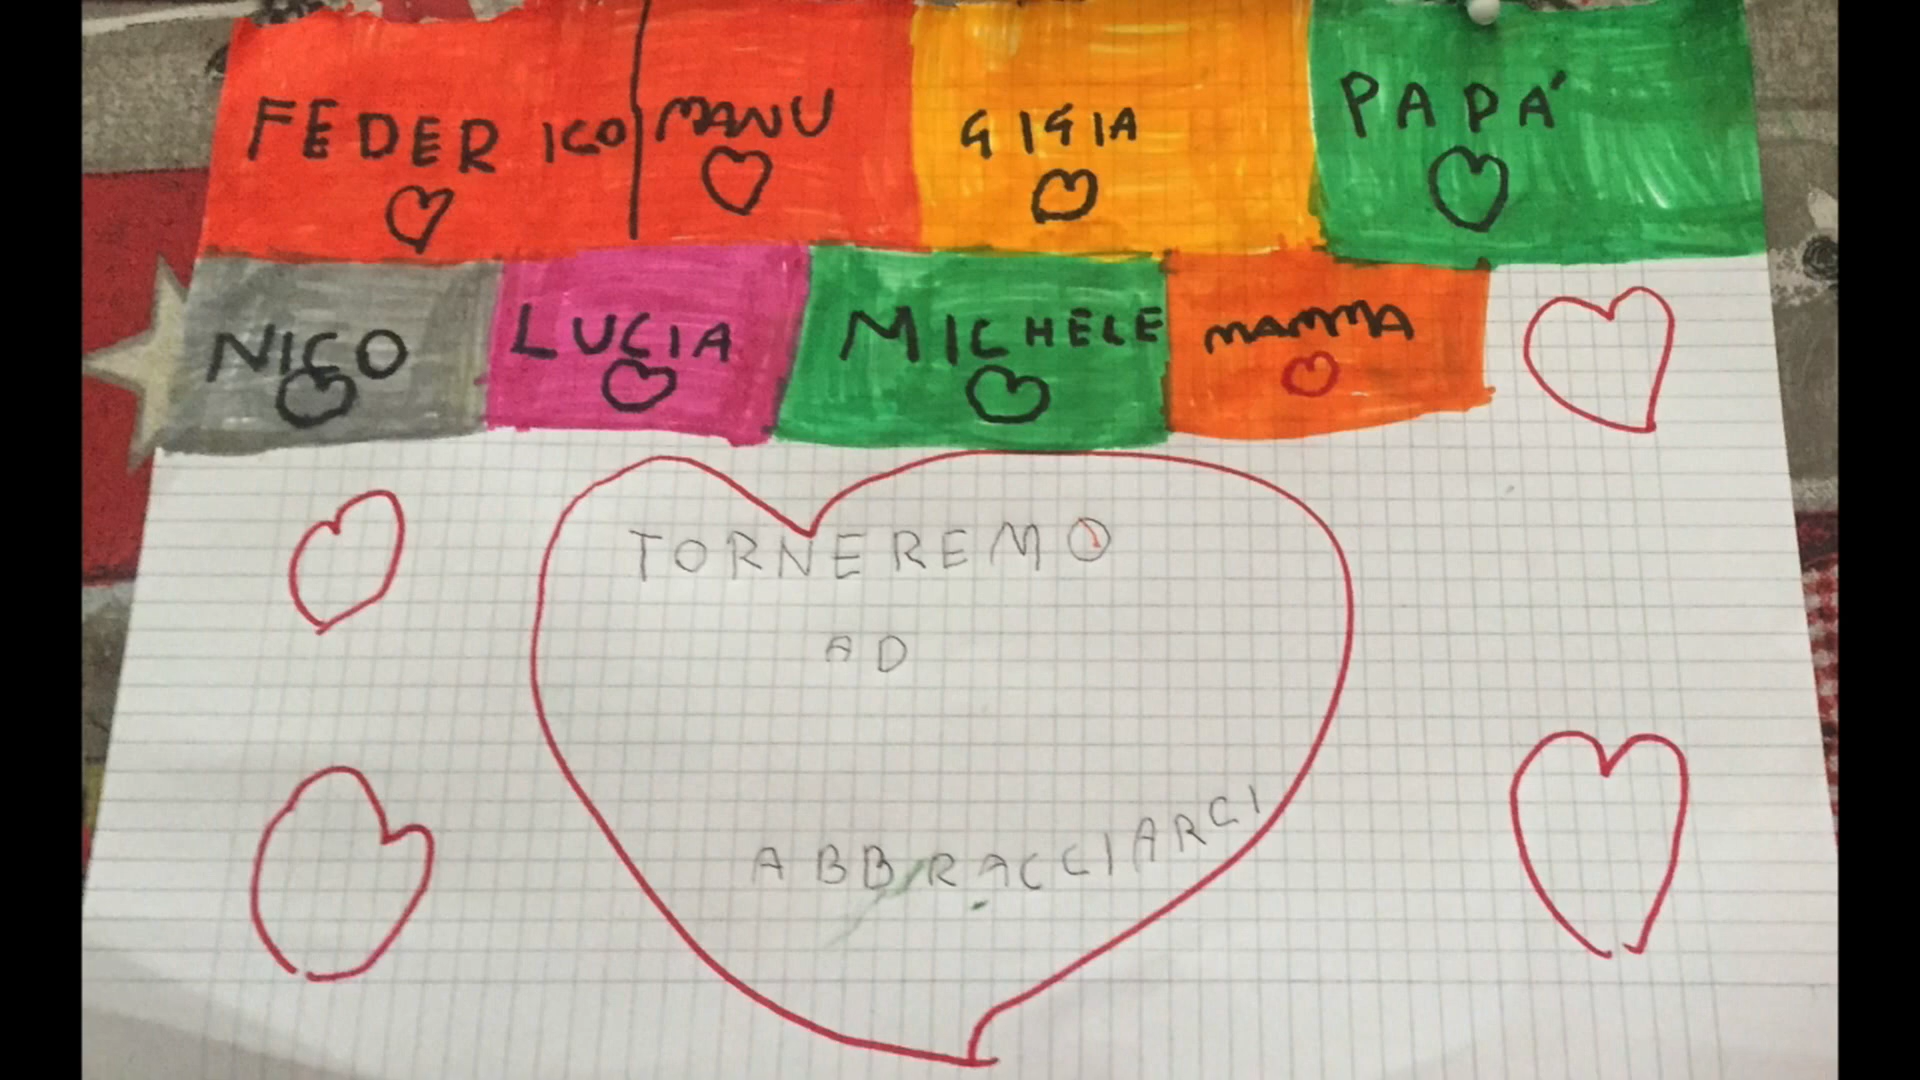 FEDERICO MANU GIGIA PAPÁ
NICO LUCIA MICHELE MAMMA
TORNEREMO
AD
ABBRACCIARCI